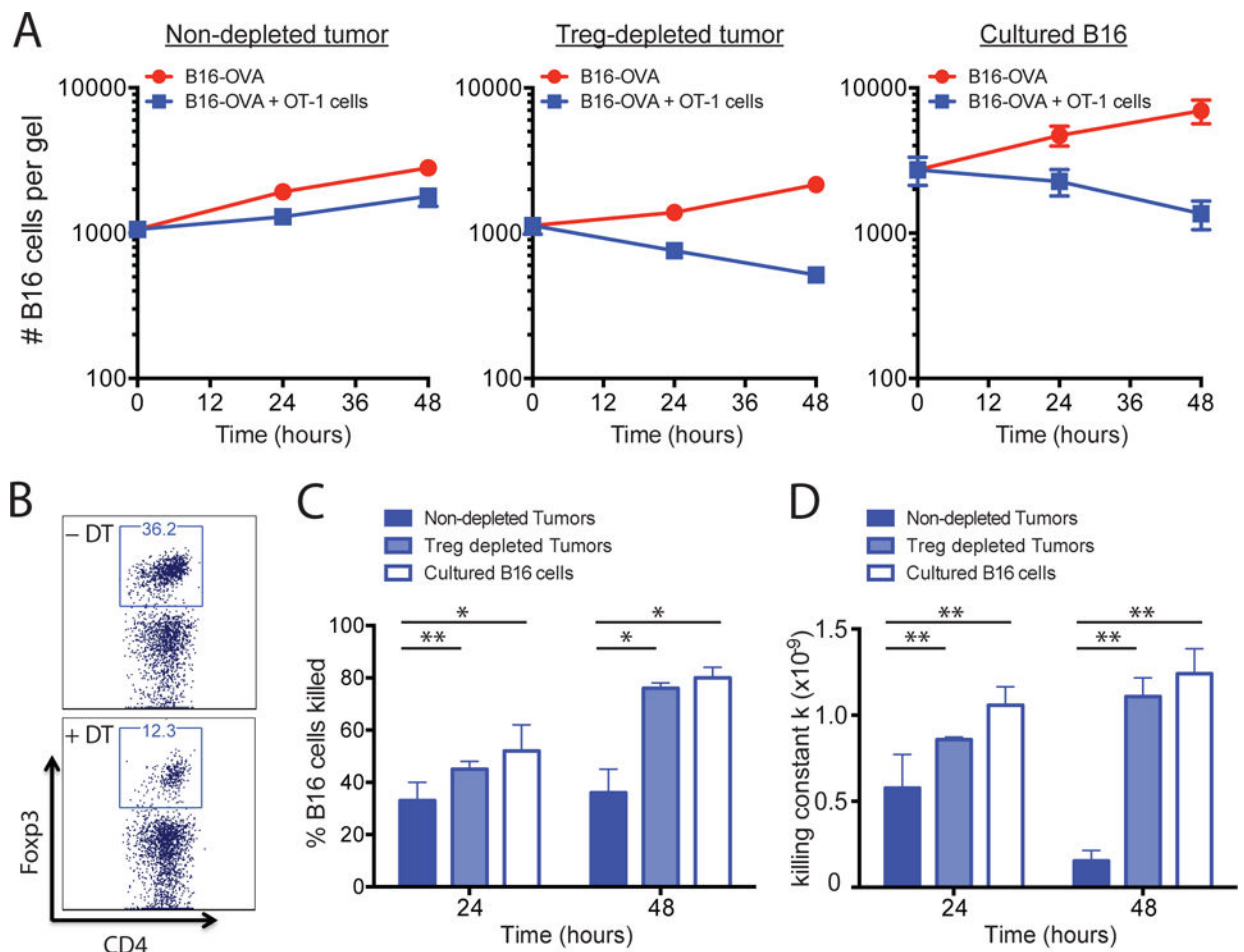 A
Non-depleted tumor
B16-OVA
B16-OVA + OT-1 cells
# B16 cells per gel
10000
1000
100
0 12 24 36 48
Time (hours)
Treg-depleted tumor
B16-OVA
B16-OVA + OT-1 cells
10000
1000
100
0 12 24 36 48
Time (hours)
Cultured B16
B16-OVA
B16-OVA + OT-1 cells
10000
1000
100
0 12 24 36 48
Time (hours)
B
– DT
36.2
+ DT
12.3
Foxp3
CD4
C
Non-depleted Tumors
Treg depleted Tumors
Cultured B16 cells
% B16 cells killed
100
80
60
40
20
0
* *
** *
24 48
Time (hours)
D
Non-depleted Tumors
Treg depleted Tumors
Cultured B16 cells
killing constant k (x10⁻⁹)
1.5
1.0
0.5
0
** **
** **
24 48
Time (hours)